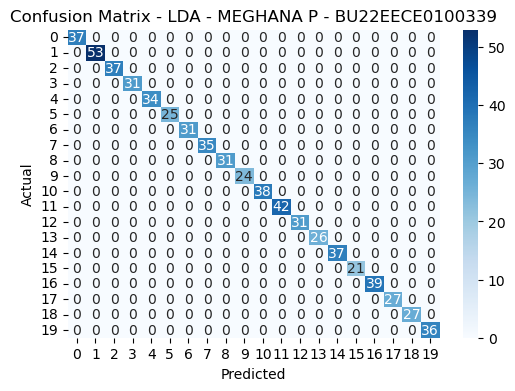 Confusion Matrix - LDA - MEGHANA P - BU22EECE0100339
0 37 0 0 0 0 0 0 0 0 0 0 0 0 0 0 0 0 0 0 0
1 0 53 0 0 0 0 0 0 0 0 0 0 0 0 0 0 0 0 0 0
2 0 0 37 0 0 0 0 0 0 0 0 0 0 0 0 0 0 0 0 0
3 0 0 0 31 0 0 0 0 0 0 0 0 0 0 0 0 0 0 0 0
4 0 0 0 0 34 0 0 0 0 0 0 0 0 0 0 0 0 0 0 0
5 0 0 0 0 0 25 0 0 0 0 0 0 0 0 0 0 0 0 0 0
6 0 0 0 0 0 0 31 0 0 0 0 0 0 0 0 0 0 0 0 0
7 0 0 0 0 0 0 0 35 0 0 0 0 0 0 0 0 0 0 0 0
8 0 0 0 0 0 0 0 0 31 0 0 0 0 0 0 0 0 0 0 0
9 0 0 0 0 0 0 0 0 0 24 0 0 0 0 0 0 0 0 0 0
10 0 0 0 0 0 0 0 0 0 0 38 0 0 0 0 0 0 0 0 0
11 0 0 0 0 0 0 0 0 0 0 0 42 0 0 0 0 0 0 0 0
12 0 0 0 0 0 0 0 0 0 0 0 0 31 0 0 0 0 0 0 0
13 0 0 0 0 0 0 0 0 0 0 0 0 0 26 0 0 0 0 0 0
14 0 0 0 0 0 0 0 0 0 0 0 0 0 0 37 0 0 0 0 0
15 0 0 0 0 0 0 0 0 0 0 0 0 0 0 0 21 0 0 0 0
16 0 0 0 0 0 0 0 0 0 0 0 0 0 0 0 0 39 0 0 0
17 0 0 0 0 0 0 0 0 0 0 0 0 0 0 0 0 0 27 0 0
18 0 0 0 0 0 0 0 0 0 0 0 0 0 0 0 0 0 0 27 0
19 0 0 0 0 0 0 0 0 0 0 0 0 0 0 0 0 0 0 0 36
0 1 2 3 4 5 6 7 8 9 10 11 12 13 14 15 16 17 18 19
Predicted
Actual
50
40
30
20
10
0